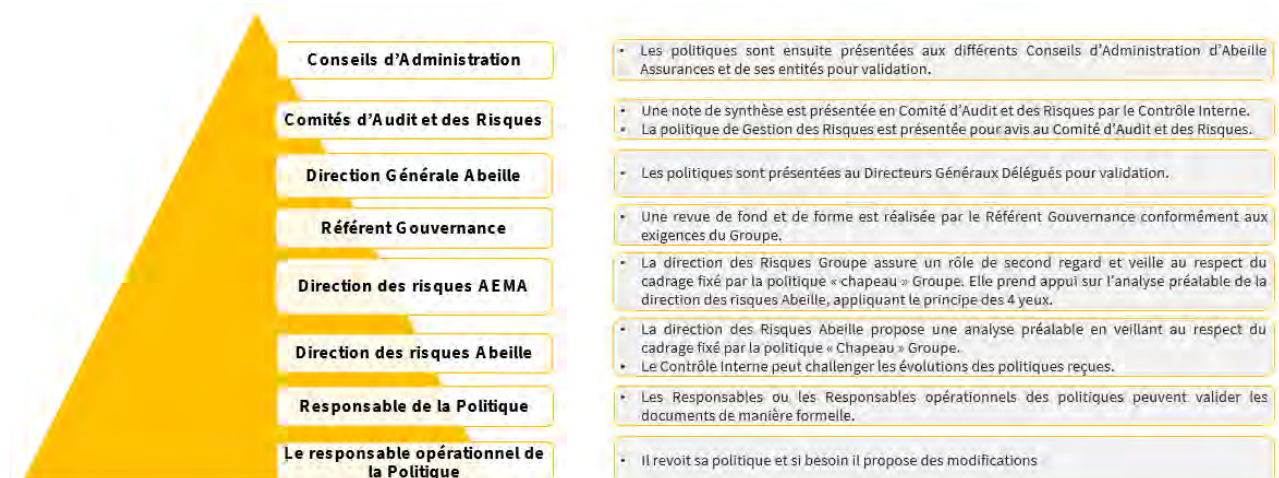 Conseils d'Administration
• Les politiques sont ensuite présentées aux différents Conseils d'Administration d'Abeille
Assurances et de ses entités pour validation.
Comités d'Audit et des Risques
• Une note de synthèse est présentée en Comité d'Audit et des Risques par le Contrôle Interne.
• La politique de Gestion des Risques est présentée pour avis au Comité d'Audit et des Risques.
Direction Générale Abeille
• Les politiques sont présentées au Directeurs Généraux Délégués pour validation.
Référent Gouvernance
• Une revue de fond et de forme est réalisée par le Référent Gouvernance conformément aux
exigences du Groupe.
Direction des risques AEMA
• La direction des Risques Groupe assure un rôle de second regard et veille au respect du
cadrage fixé par la politique « chapeau » Groupe. Elle prend appui sur l'analyse préalable de la
direction des risques Abeille, appliquant le principe des 4 yeux.
Direction des risques Abeille
• La direction des Risques Abeille propose une analyse préalable en veillant au respect du
cadrage fixé par la politique « Chapeau » Groupe.
• Le Contrôle Interne peut challenger les évolutions des politiques reçues.
Responsable de la Politique
• Les Responsables ou les Responsables opérationnels des politiques peuvent valider les
documents de manière formelle.
Le responsable opérationnel de
la Politique
• Il revoit sa politique et si besoin il propose des modifications